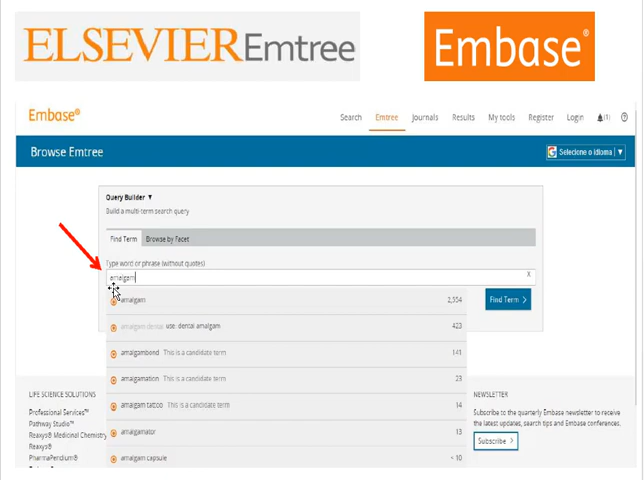 ELSEVIER Emtree
Embase®
Embase®
Search Emtree Journals Results My tools Register Login (1)
Browse Emtree
G Selecione o idioma ▼
Query Builder ▼
Build a multi-term search query
Find Term Browse by Facet
Type word or phrase (without quotes)
amalgam X
Find Term >
amalgam 2,554
amalgam dental use: dental amalgam 423
amalgambond This is a candidate term 141
amalgamation This is a candidate term 23
amalgam tattoo This is a candidate term 14
amalgamator 13
amalgam capsule < 10
LIFE SCIENCE SOLUTIONS
Professional Services™
Pathway Studio™
Reaxys® Medicinal Chemistry
Reaxys®
PharmaPendium®
NEWSLETTER
Subscribe to the quarterly Embase newsletter to receive
the latest updates, search tips and Embase conferences.
Subscribe >